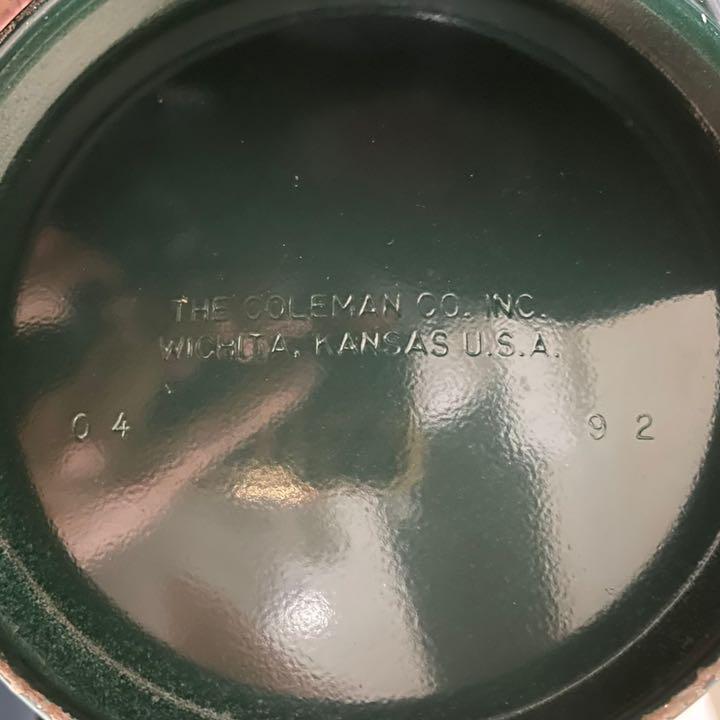 THE COLEMAN CO. INC.
WICHITA, KANSAS U.S.A.
04 92